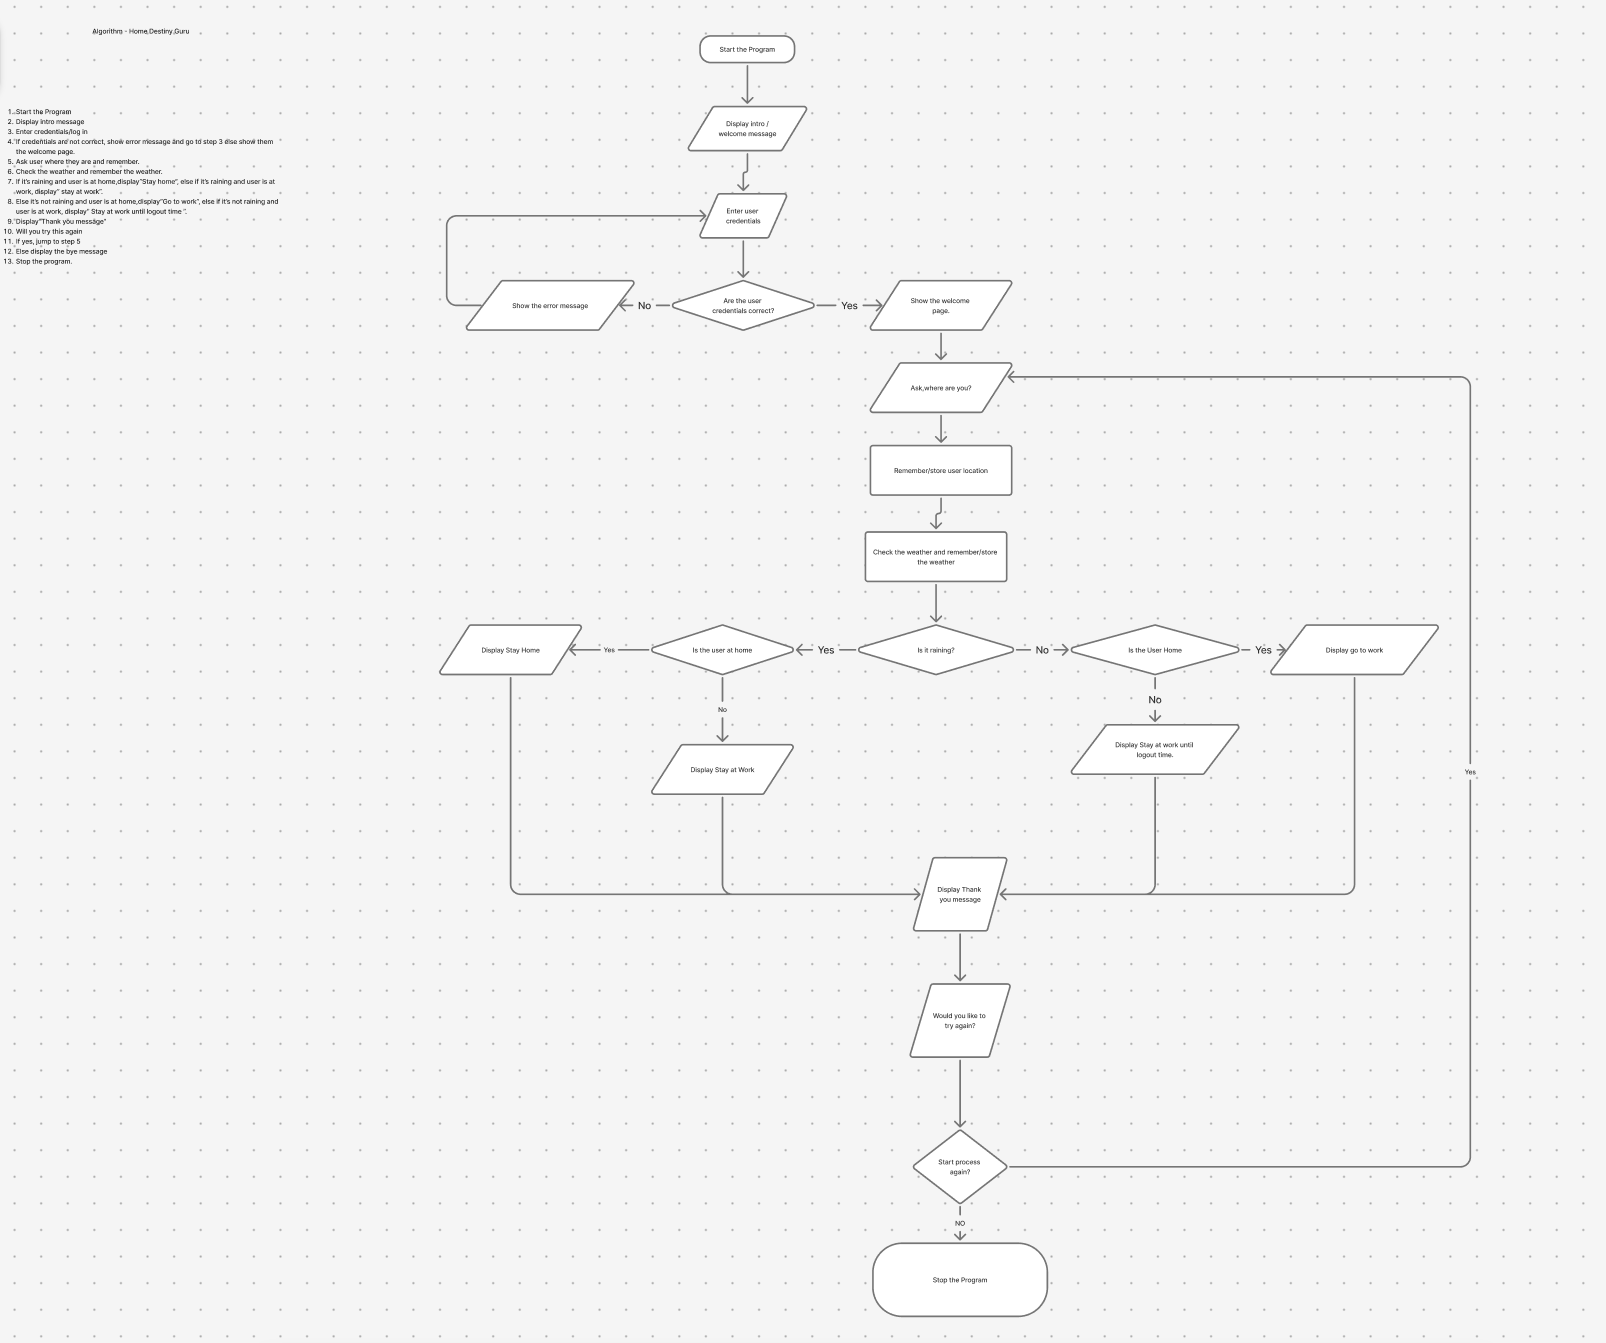 Algorithm - Home,Destiny,Guru
1. Start the Program
2. Display intro message
3. Enter credentials/log in
4. If credentials are not correct, show error message and go to step 3 else show them
the welcome page.
5. Ask user where they are and remember.
6. Check the weather and remember the weather.
7. If it's raining and user is at home,display"Stay home", else if it's raining and user is at
work, display" stay at work".
8. Else it's not raining and user is at home,display"Go to work", else if it's not raining and
user is at work, display" Stay at work until logout time ".
9. Display"Thank you message"
10. Will you try this again
11. If yes, jump to step 5
12. Else display the bye message
13. Stop the program.
Start the Program
Display intro /
welcome message
Enter user
credentials
Show the error message
No
Are the user
credentials correct?
Yes
Show the welcome
page.
Ask,where are you?
Remember/store user location
Check the weather and remember/store
the weather
Display Stay Home
Yes
Is the user at home
Yes
Is it raining?
No
Is the User Home
Yes
Display go to work
No
No
Display Stay at Work
Display Stay at work until
logout time.
Yes
Display Thank
you message
Would you like to
try again?
Start process
again?
NO
Stop the Program